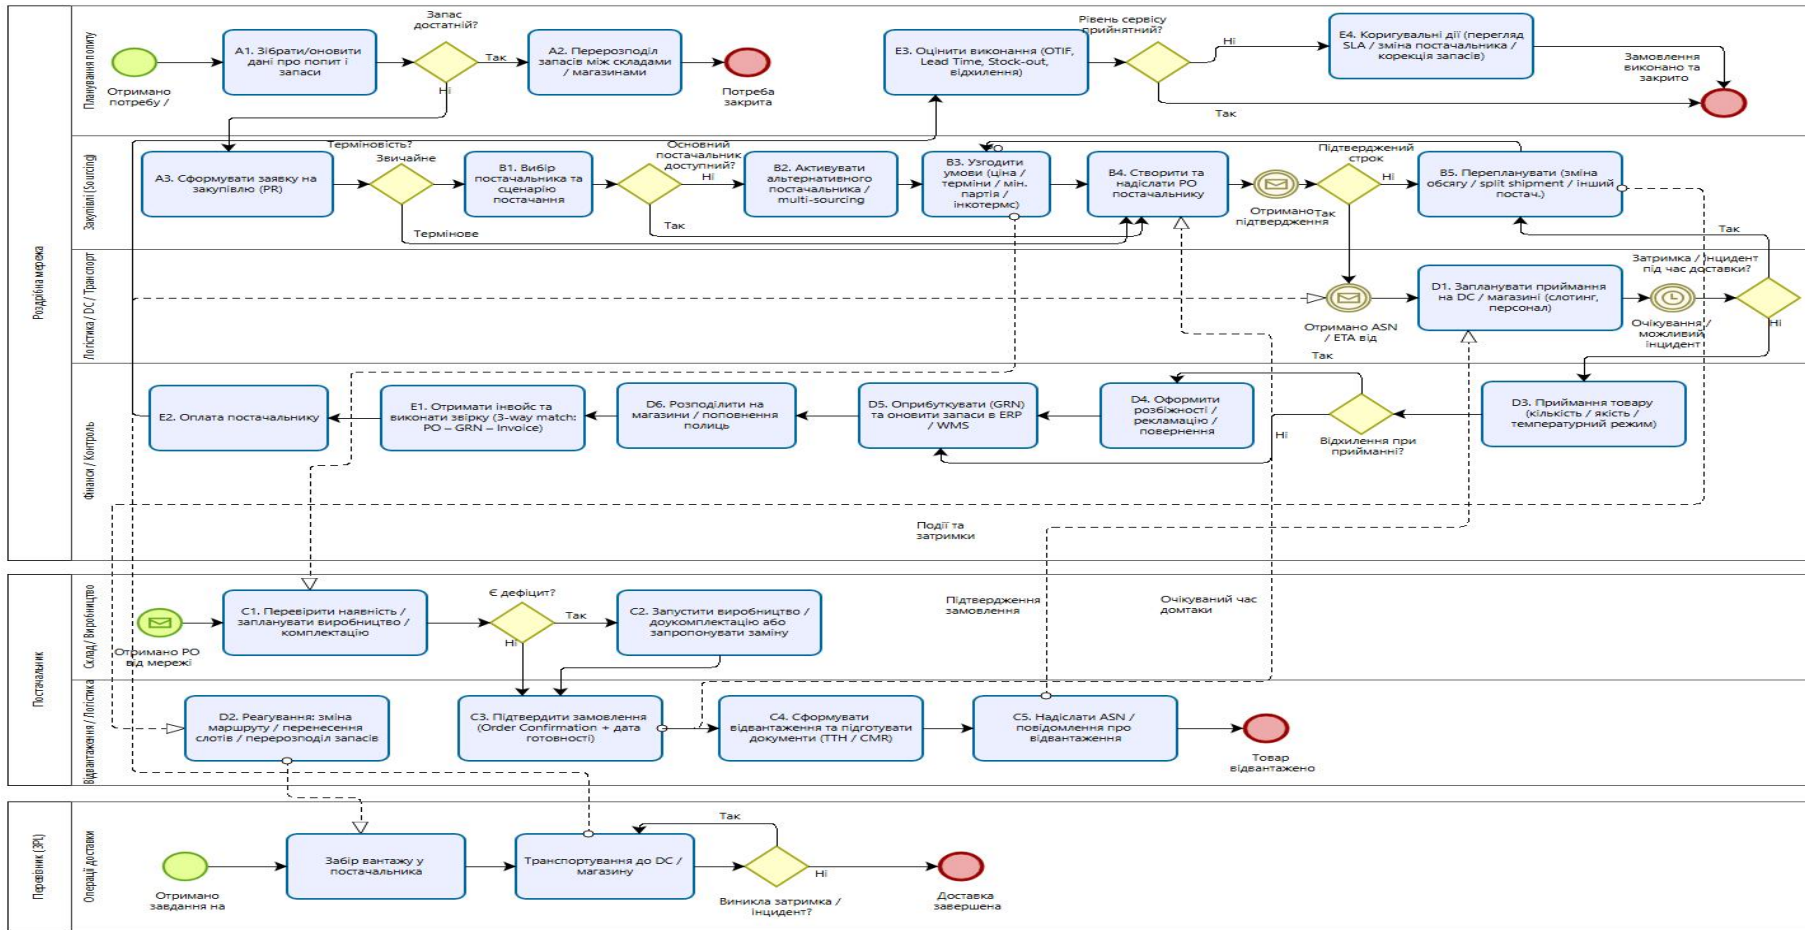 Роздрібна мережа
Планування попиту
Отримано
потребу /
A1. Зібрати/оновити
дані про попит і
запаси
Запас
достатній?
Так
Ні
A2. Перерозподіл
запасів між складами
/ магазинами
Потреба
закрита
E3. Оцінити виконання (OTIF,
Lead Time, Stock-out,
відхилення)
Рівень сервісу
прийнятний?
Ні
Так
E4. Коригувальні дії (перегляд
SLA / зміна постачальника /
корекція запасів)
Замовлення
виконано та
закрито
Закупівлі (Sourcing)
A3. Сформувати заявку на
закупівлю (PR)
Терміновість?
Звичайне
Термінове
B1. Вибір
постачальника та
сценарію
постачання
Основний
постачальник
доступний?
Ні
Так
B2. Активувати
альтернативного
постачальника /
multi-sourcing
B3. Узгодити
умови (ціна /
терміни / мін.
партія /
інкотермс)
B4. Створити та
надіслати PO
постачальнику
Отримано
підтвердження
Підтверджений
строк
Ні
Так
B5. Перепланувати (зміна
обсягу / split shipment / інший
постач.)
Так
Логістика / DC / Транспорт
Отримано ASN
/ ETA від
D1. Запланувати приймання
на DC / магазині (слотинг,
персонал)
Очікування /
можливий
інцидент
Затримка / інцидент
під час доставки?
Ні
Фінанси / Контроль
E2. Оплата постачальнику
E1. Отримати інвойс та
виконати звірку (3-way match:
PO – GRN – Invoice)
D6. Розподілити на
магазини / поповнення
полиць
D5. Оприбуткувати (GRN)
та оновити запаси в ERP
/ WMS
D4. Оформити
розбіжності /
рекламацію /
повернення
Так
Ні
Відхилення при
прийманні?
D3. Приймання товару
(кількість / якість /
температурний режим)
Події та
затримки
Постачальник
Склад / Виробництво
Отримано PO
від мережі
C1. Перевірити наявність /
запланувати виробництво /
комплектацію
Є дефіцит?
Так
Ні
C2. Запустити виробництво /
доукомплектацію або
запропонувати заміну
Підтвердження
замовлення
Очікуваний час
домтаки
Відвантаження / Логістика
D2. Реагування: зміна
маршруту / перенесення
слотів / перерозподіл запасів
C3. Підтвердити замовлення
(Order Confirmation + дата
готовності)
C4. Сформувати
відвантаження та підготувати
документи (ТТН / CMR)
C5. Надіслати ASN /
повідомлення про
відвантаження
Товар
відвантажено
Перевізник (3PL)
Операції доставки
Отримано
завдання на
Забір вантажу у
постачальника
Транспортування до DC /
магазину
Так
Ні
Виникла затримка /
інцидент?
Доставка
завершена